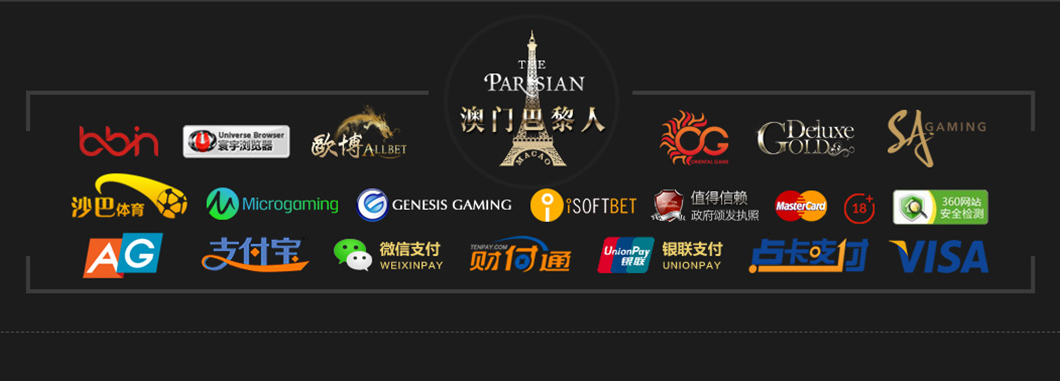 THE
PARISIAN
澳门巴黎人
MACAO
bbin
Universe Browser
寰宇浏览器
歐博 ALLBET
OG
ORIENTAL GAME
Deluxe
GOLD
SA GAMING
沙巴体育
Microgaming
GENESIS GAMING
iSOFTBET
值得信赖
政府颁发执照
MasterCard
18+
360网站
安全检测
AG
支付宝
微信支付
WEIXINPAY
TENPAY.COM
财付通
UnionPay
银联
银联支付
UNIONPAY
点卡支付
VISA